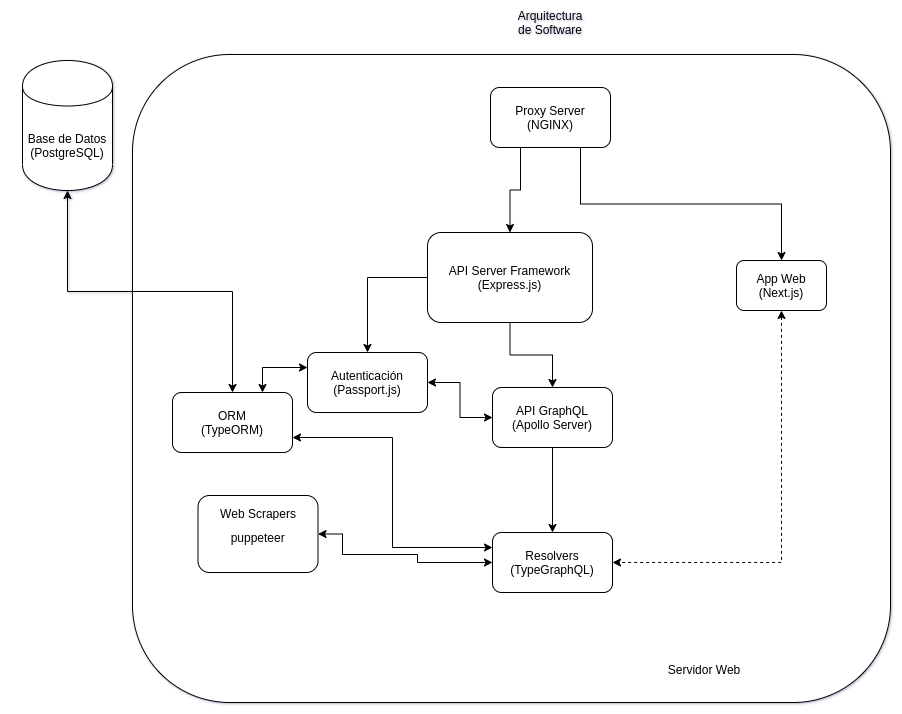 Arquitectura
de Software
Proxy Server
(NGINX)
Base de Datos
(PostgreSQL)
API Server Framework
(Express.js)
App Web
(Next.js)
Autenticación
(Passport.js)
ORM
(TypeORM)
API GraphQL
(Apollo Server)
Web Scrapers
puppeteer
Resolvers
(TypeGraphQL)
Servidor Web